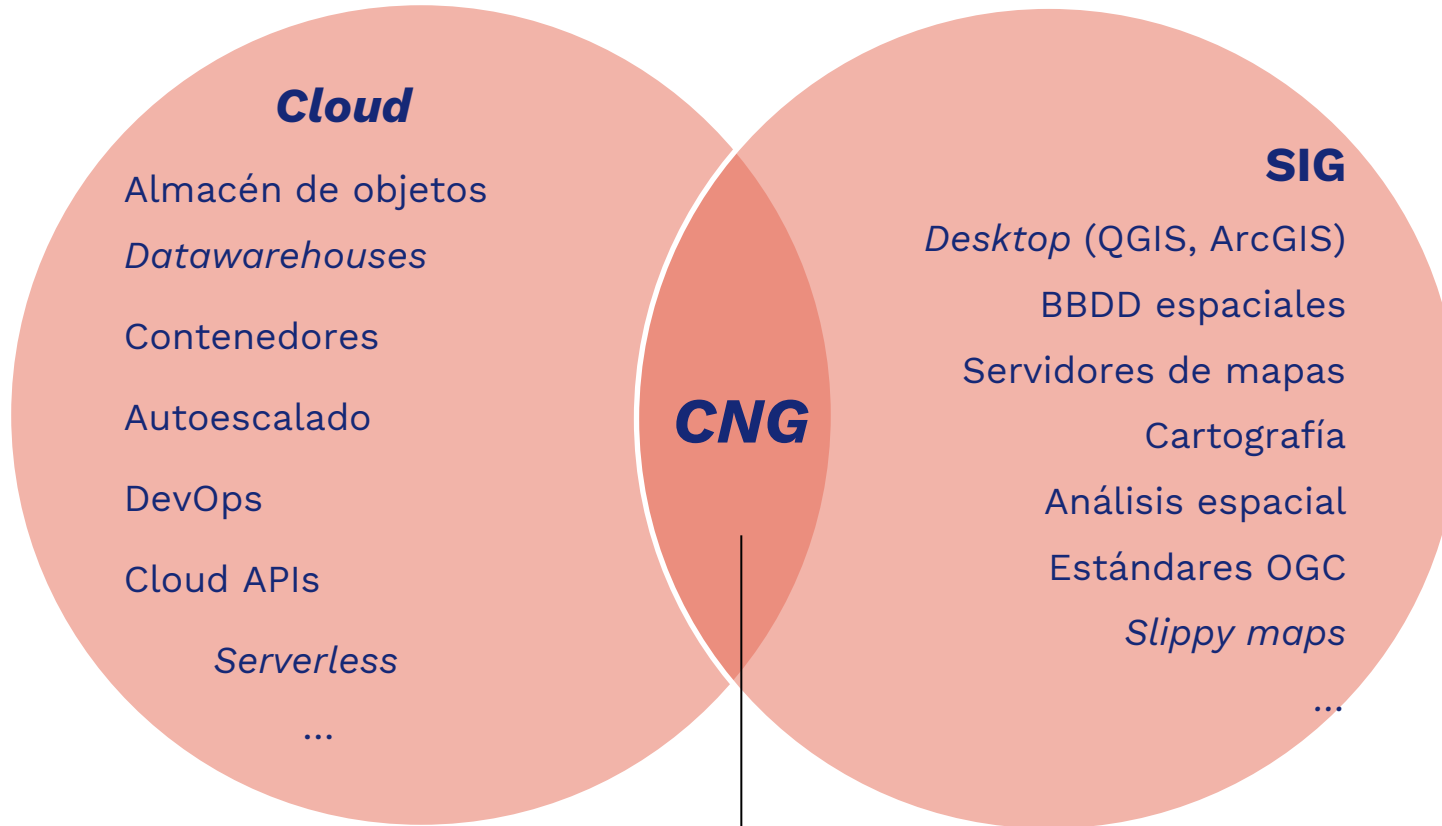 Cloud
Almacén de objetos
Datawarehouses
Contenedores
Autoescalado
DevOps
Cloud APIs
Serverless
...
CNG
SIG
Desktop (QGIS, ArcGIS)
BBDD espaciales
Servidores de mapas
Cartografía
Análisis espacial
Estándares OGC
Slippy maps
...